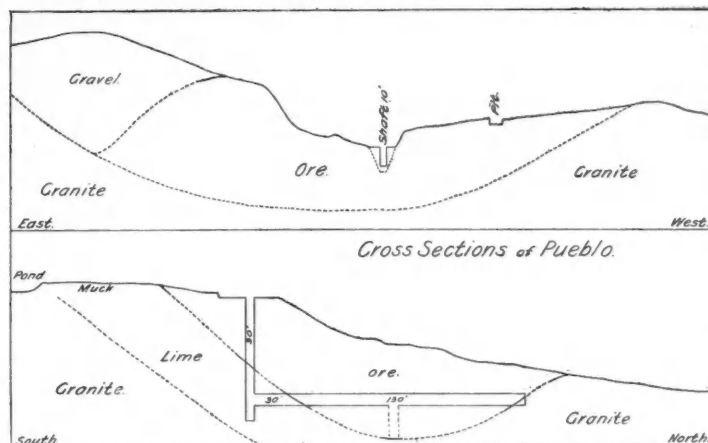 Gravel.
Shaft 10'
Pit.
Ore.
Granite
Granite
East.
West.
Cross Sections of Pueblo.
Pond
Muck
30'
Lime
ore.
Granite.
30'
130'
Granite
South.
North.